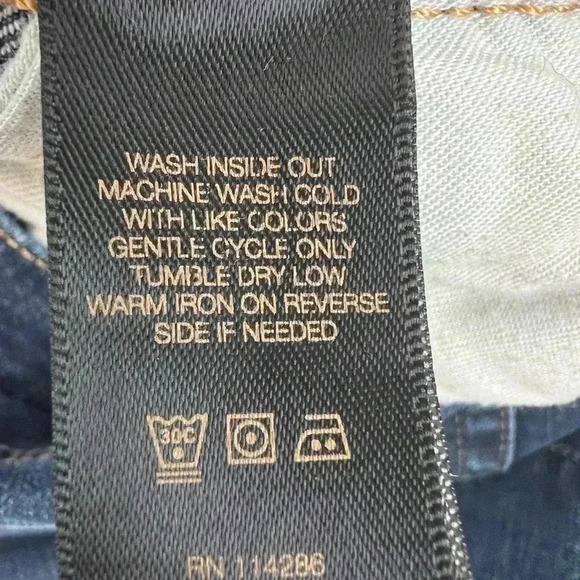 WASH INSIDE OUT
MACHINE WASH COLD
WITH LIKE COLORS
GENTLE CYCLE ONLY
TUMBLE DRY LOW
WARM IRON ON REVERSE
SIDE IF NEEDED
30C
RN 114286